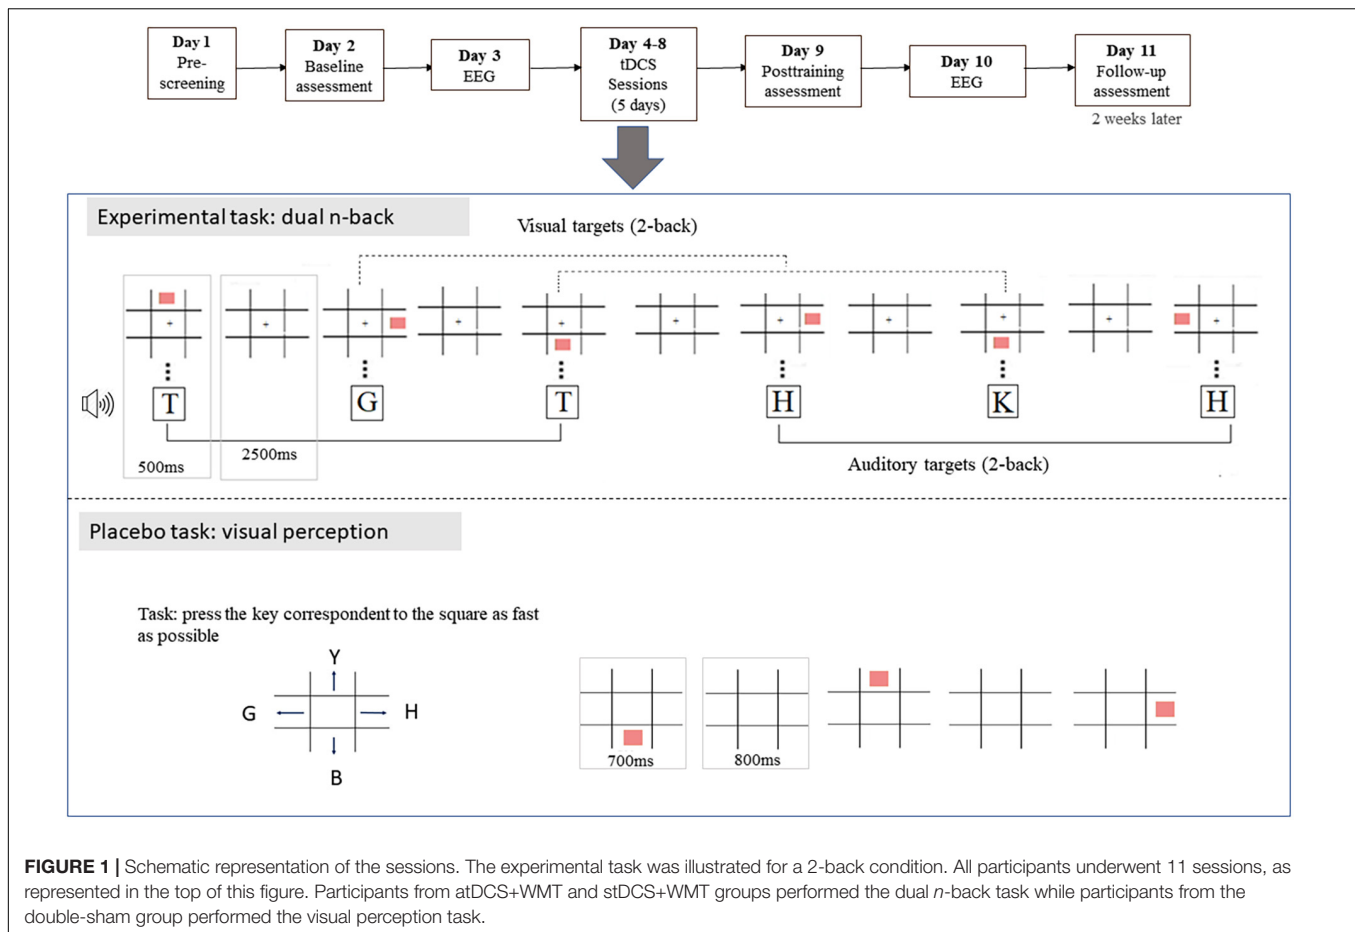 Day 1
Pre-
screening
Day 2
Baseline
assessment
Day 3
EEG
Day 4-8
tDCS
Sessions
(5 days)
Day 9
Posttraining
assessment
Day 10
EEG
Day 11
Follow-up
assessment
2 weeks later
Experimental task: dual n-back
Visual targets (2-back)
T
G
T
H
K
H
500ms
2500ms
Auditory targets (2-back)
Placebo task: visual perception
Task: press the key correspondent to the square as fast
as possible
Y
G
H
B
700ms
800ms
FIGURE 1 | Schematic representation of the sessions. The experimental task was illustrated for a 2-back condition. All participants underwent 11 sessions, as
represented in the top of this figure. Participants from atDCS+WMT and stDCS+WMT groups performed the dual n-back task while participants from the
double-sham group performed the visual perception task.